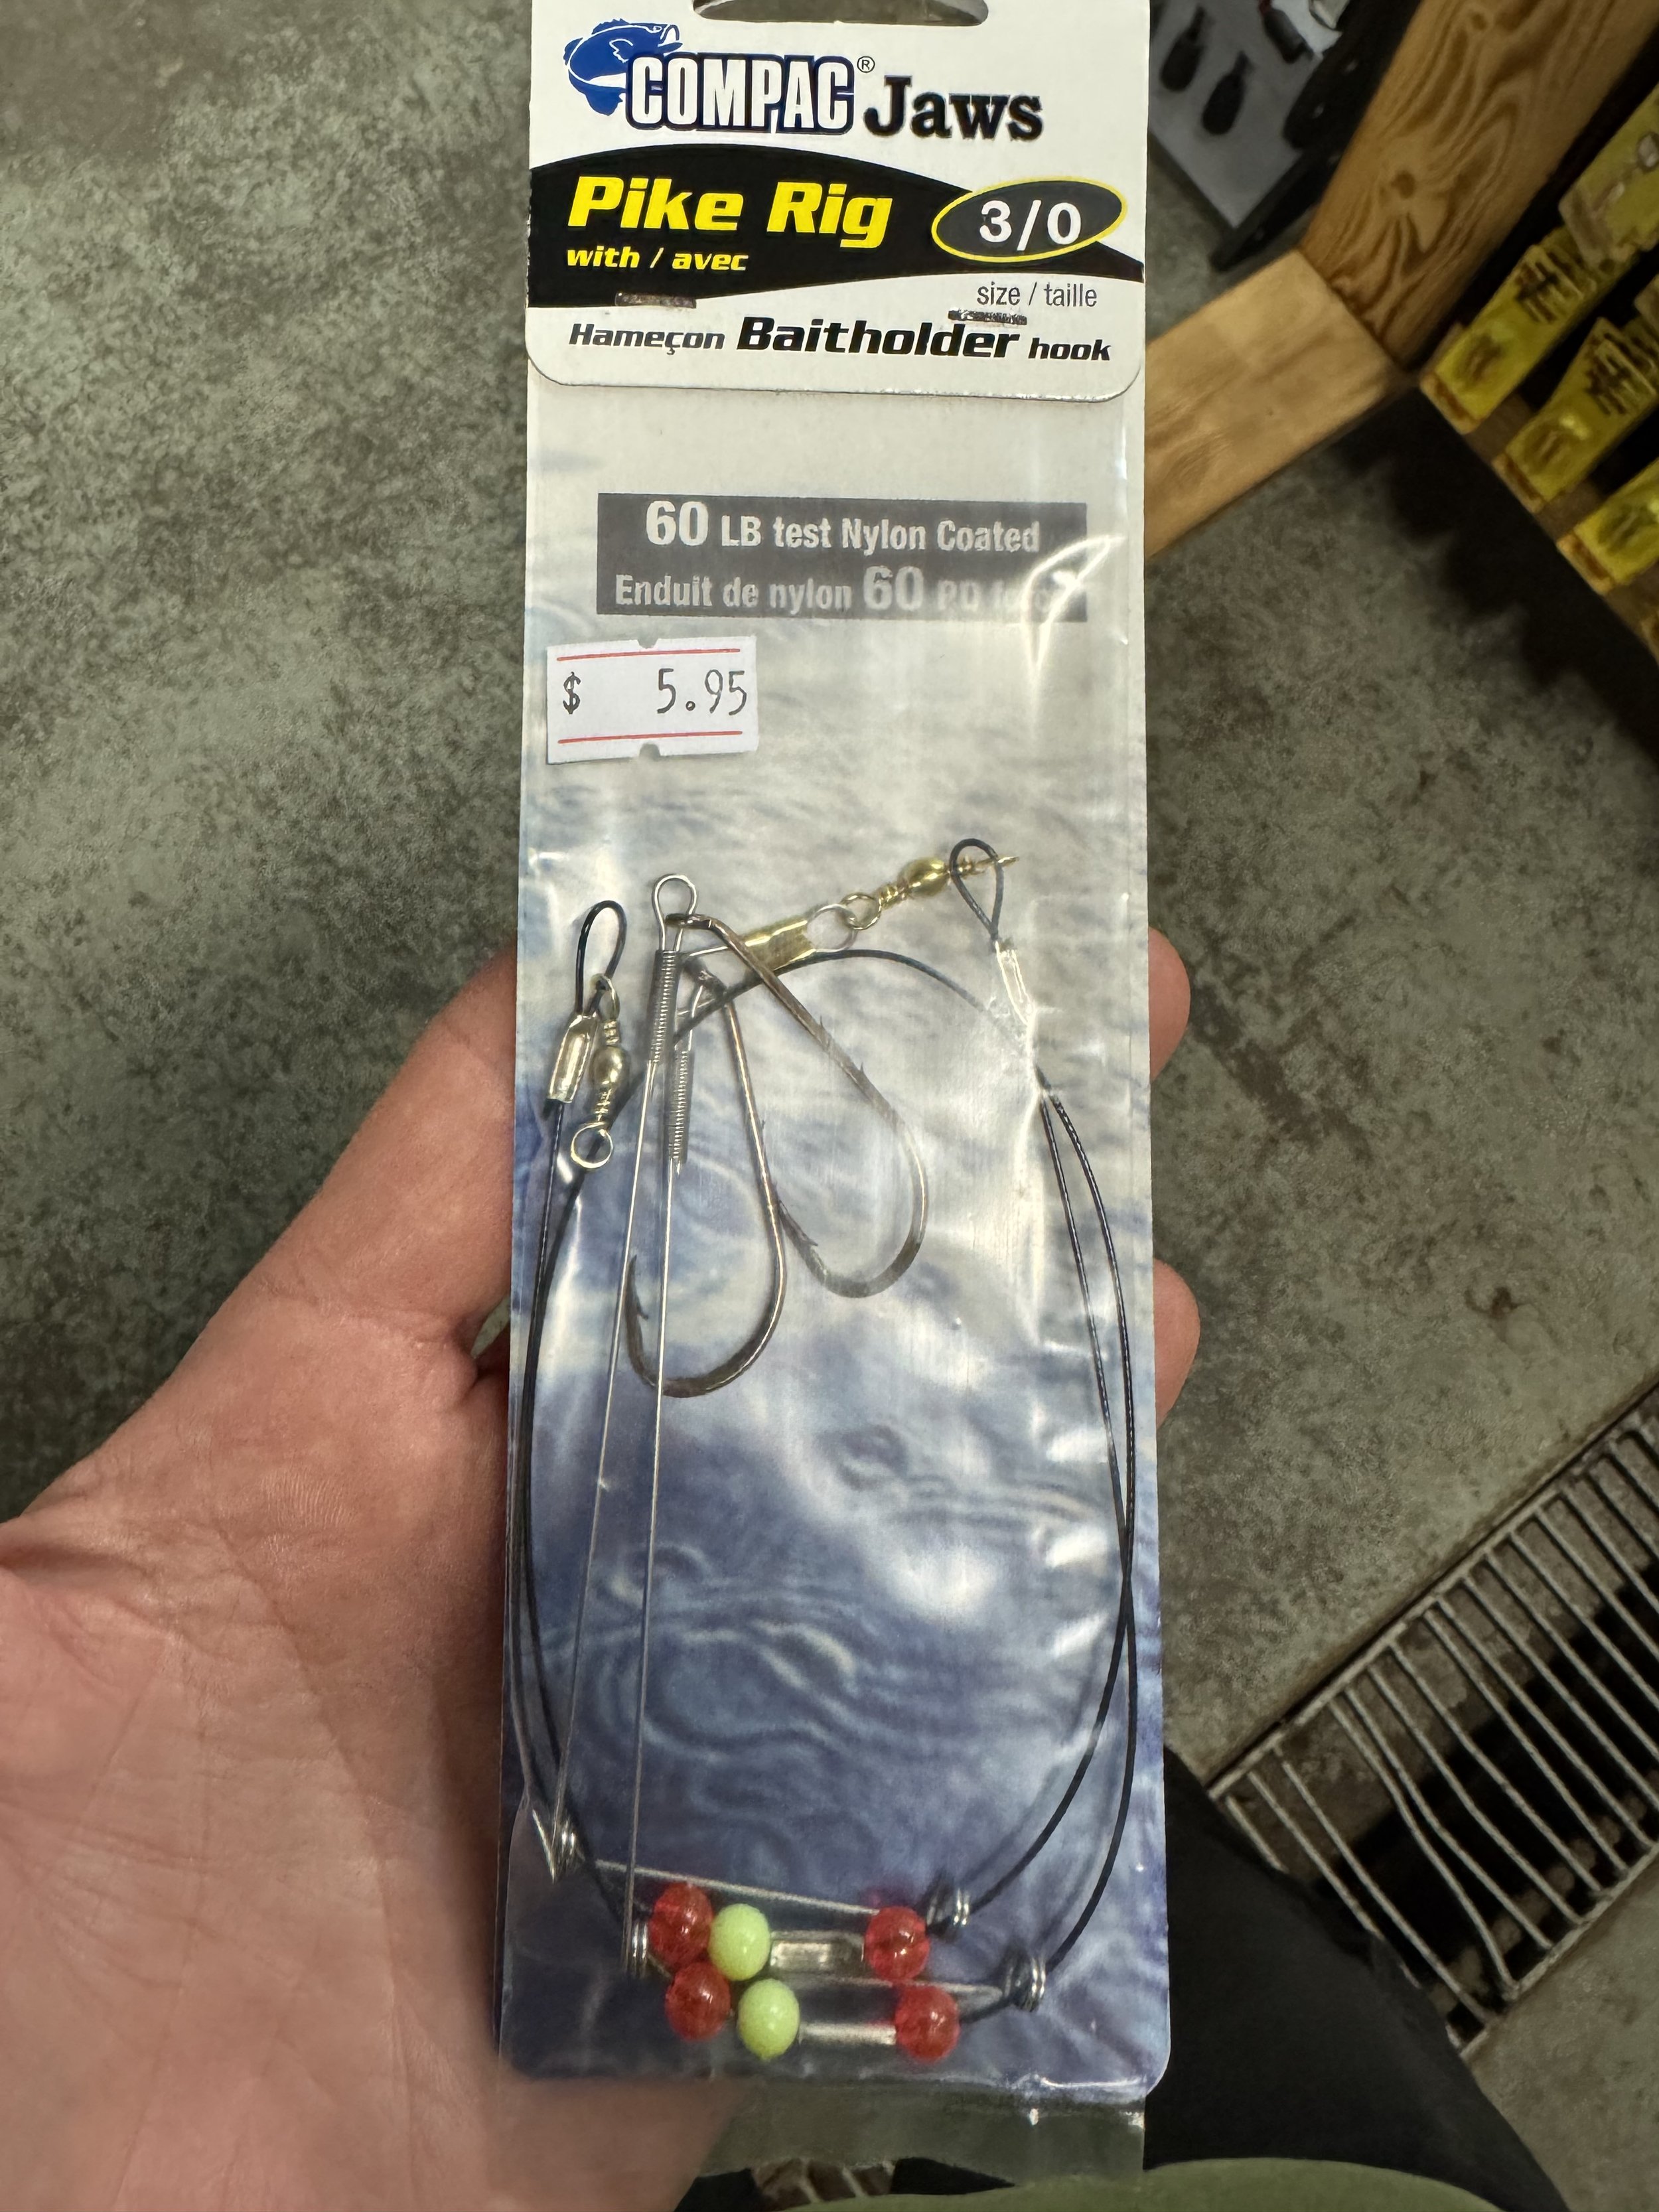 COMPAC® Jaws
Pike Rig 3/0
with / avec
size / taille
Hameçon Baitholder hook
60 LB test Nylon Coated
Enduit de nylon 60
$ 5.95